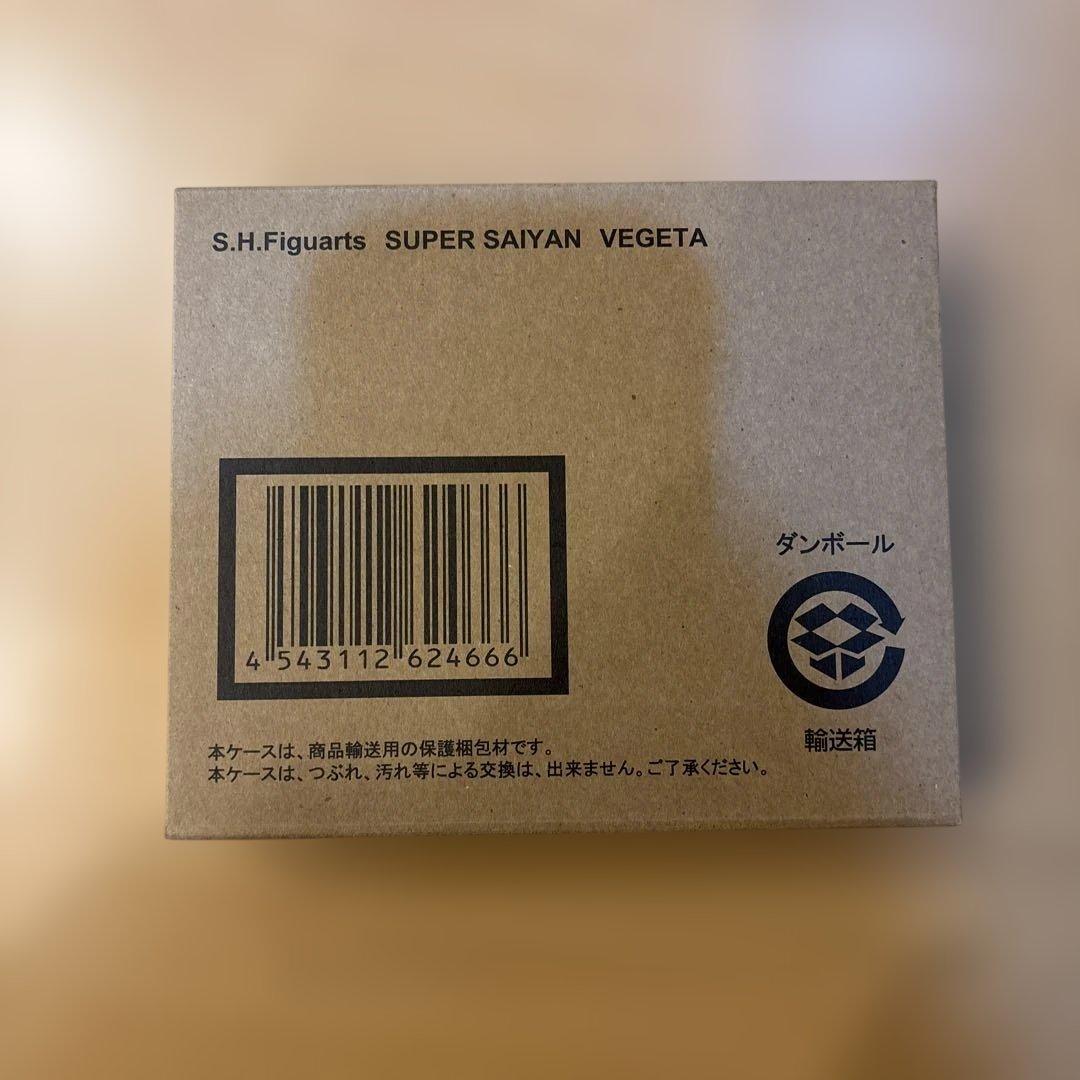 S.H.Figuarts SUPER SAIYAN VEGETA
4 543112 624666
ダンボール
輸送箱
本ケースは、商品輸送用の保護梱包材です。
本ケースは、つぶれ、汚れ等による交換は、出来ません。ご了承ください。